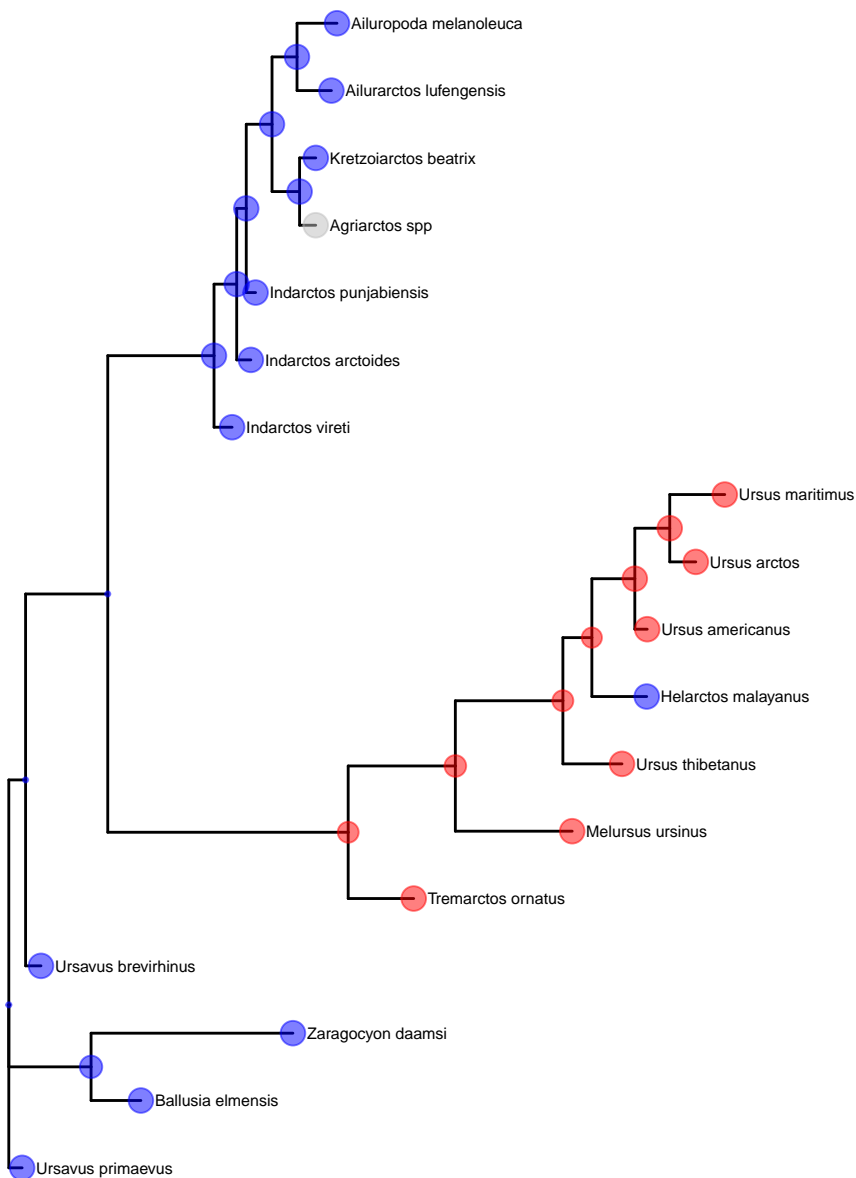 Ailuropoda melanoleuca
Ailurarctos lufengensis
Kretzoiarctos beatrix
Agriarctos spp
Indarctos punjabiensis
Indarctos arctoides
Indarctos vireti
Ursus maritimus
Ursus arctos
Ursus americanus
Helarctos malayanus
Ursus thibetanus
Melursus ursinus
Tremarctos ornatus
Ursavus brevirhinus
Zaragocyon daamsi
Ballusia elmensis
Ursavus primaevus